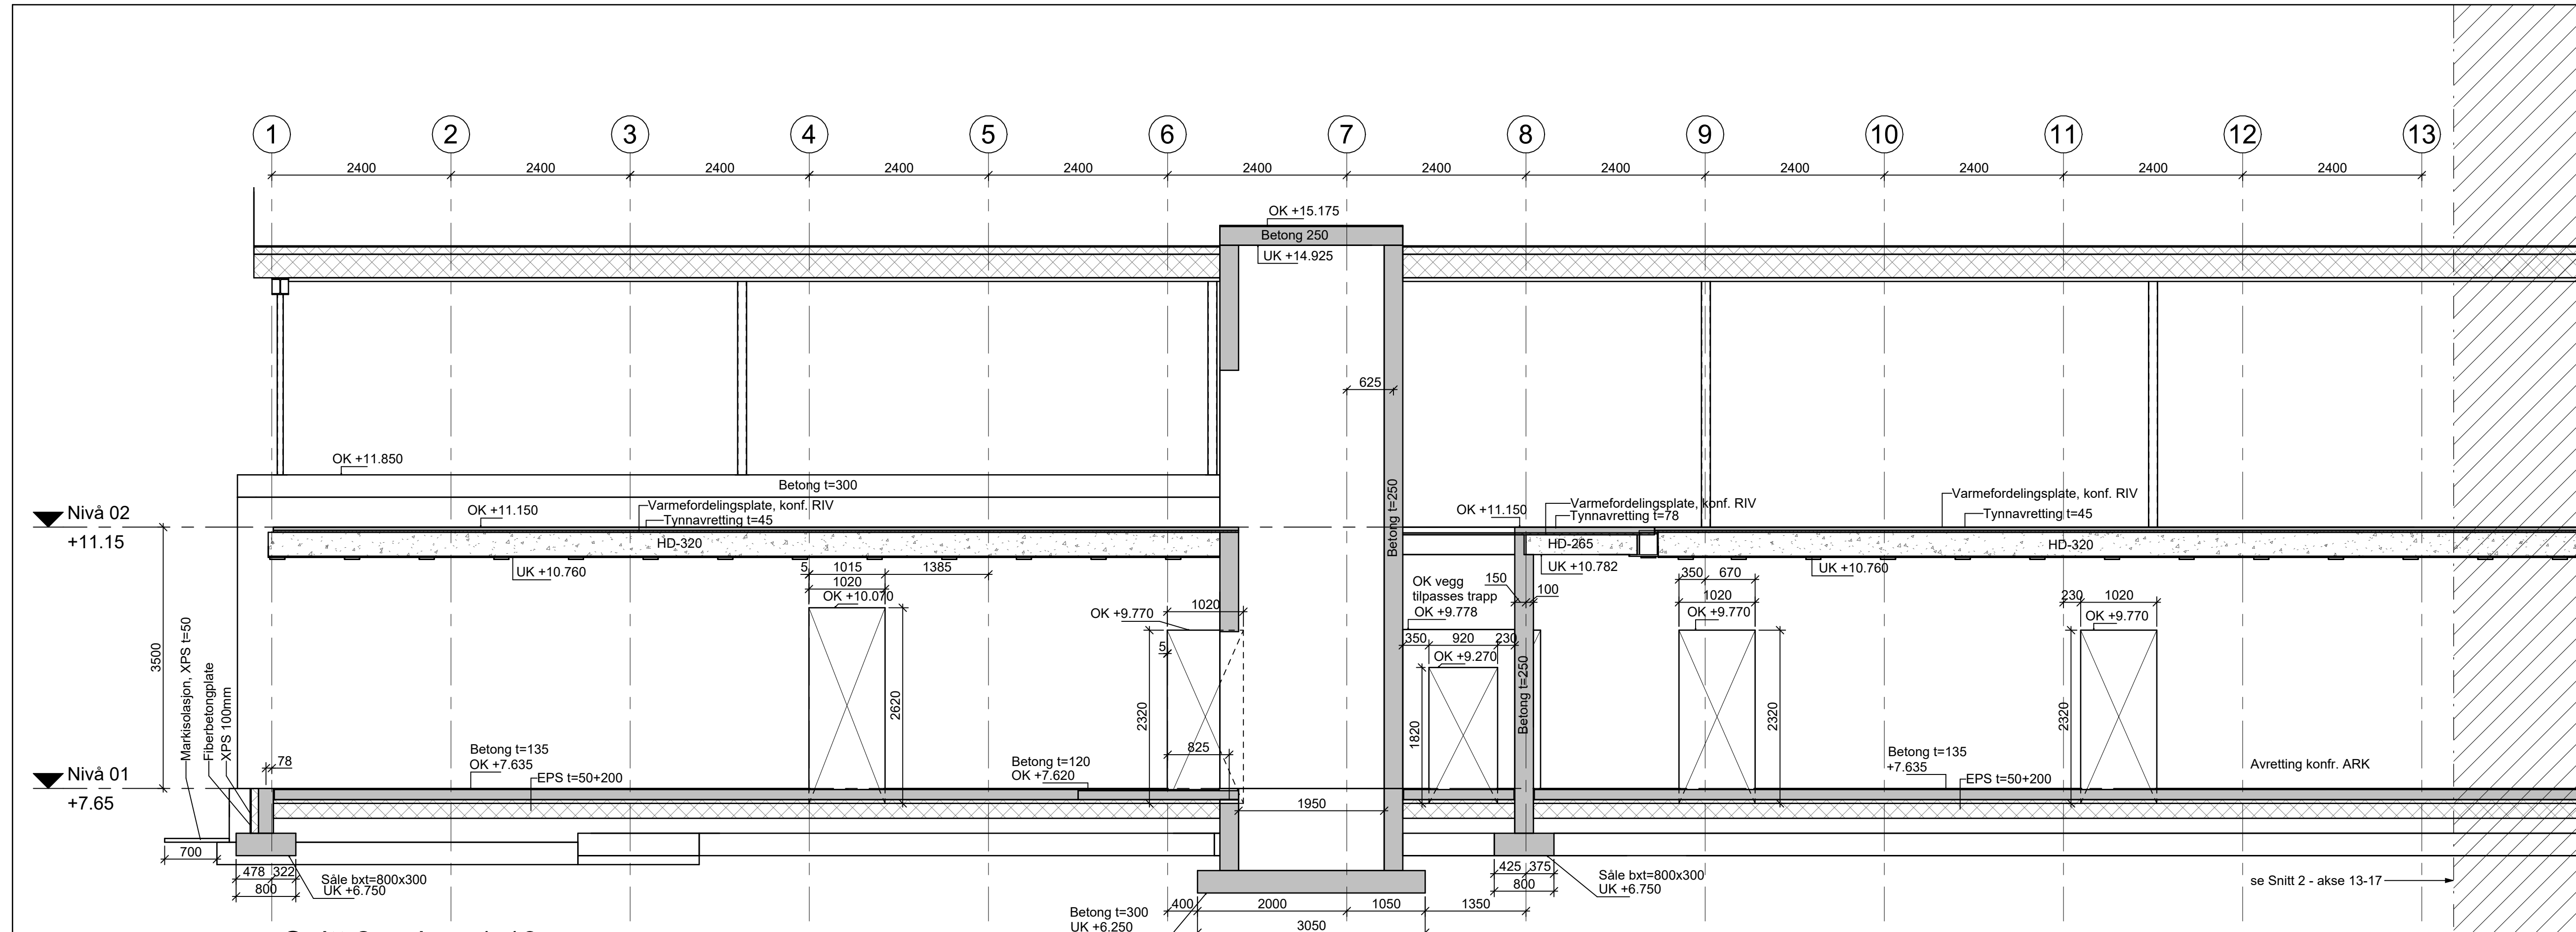 1 2 3 4 5 6 7 8 9 10 11 12 13
2400 2400 2400 2400 2400 2400 2400 2400 2400 2400 2400 2400
OK +15.175
Betong 250
UK +14.925
625
OK +11.850
Betong t=300
Betong t=250
Nivå 02
+11.15
OK +11.150
Varmefordelingsplate, konf. RIV
Tynnavretting t=45
HD-320
UK +10.760
OK +11.150
Varmefordelingsplate, konf. RIV
Tynnavretting t=78
HD-265
UK +10.782
Varmefordelingsplate, konf. RIV
Tynnavretting t=45
HD-320
UK +10.760
5 1015 1385
1020
OK +10.070
2620
1020
OK +9.770
5
2320
825
OK vegg
tilpasses trapp
OK +9.778
150
100
350 920 230
OK +9.270
1820
Betong t=250
350 670
1020
OK +9.770
2320
230 1020
OK +9.770
2320
3500
Markisolasjon, XPS t=50
Fiberbetongplate
XPS 100mm
Nivå 01
+7.65
78
Betong t=135
OK +7.635
EPS t=50+200
Betong t=120
OK +7.620
1950
Betong t=135
+7.635
EPS t=50+200
Avretting konfr. ARK
700
478 322
800
Såle bxt=800x300
UK +6.750
425 375
800
Såle bxt=800x300
UK +6.750
se Snitt 2 - akse 13-17
400 2000 1050 1350
3050
Betong t=300
UK +6.250